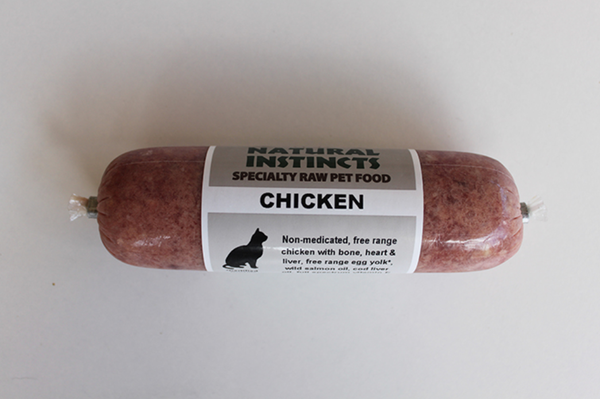 NATURAL
INSTINCTS
SPECIALTY RAW PET FOOD
CHICKEN
Non-medicated, free range
chicken with bone, heart &
liver, free range egg yolk*,
wild salmon oil, cod liver